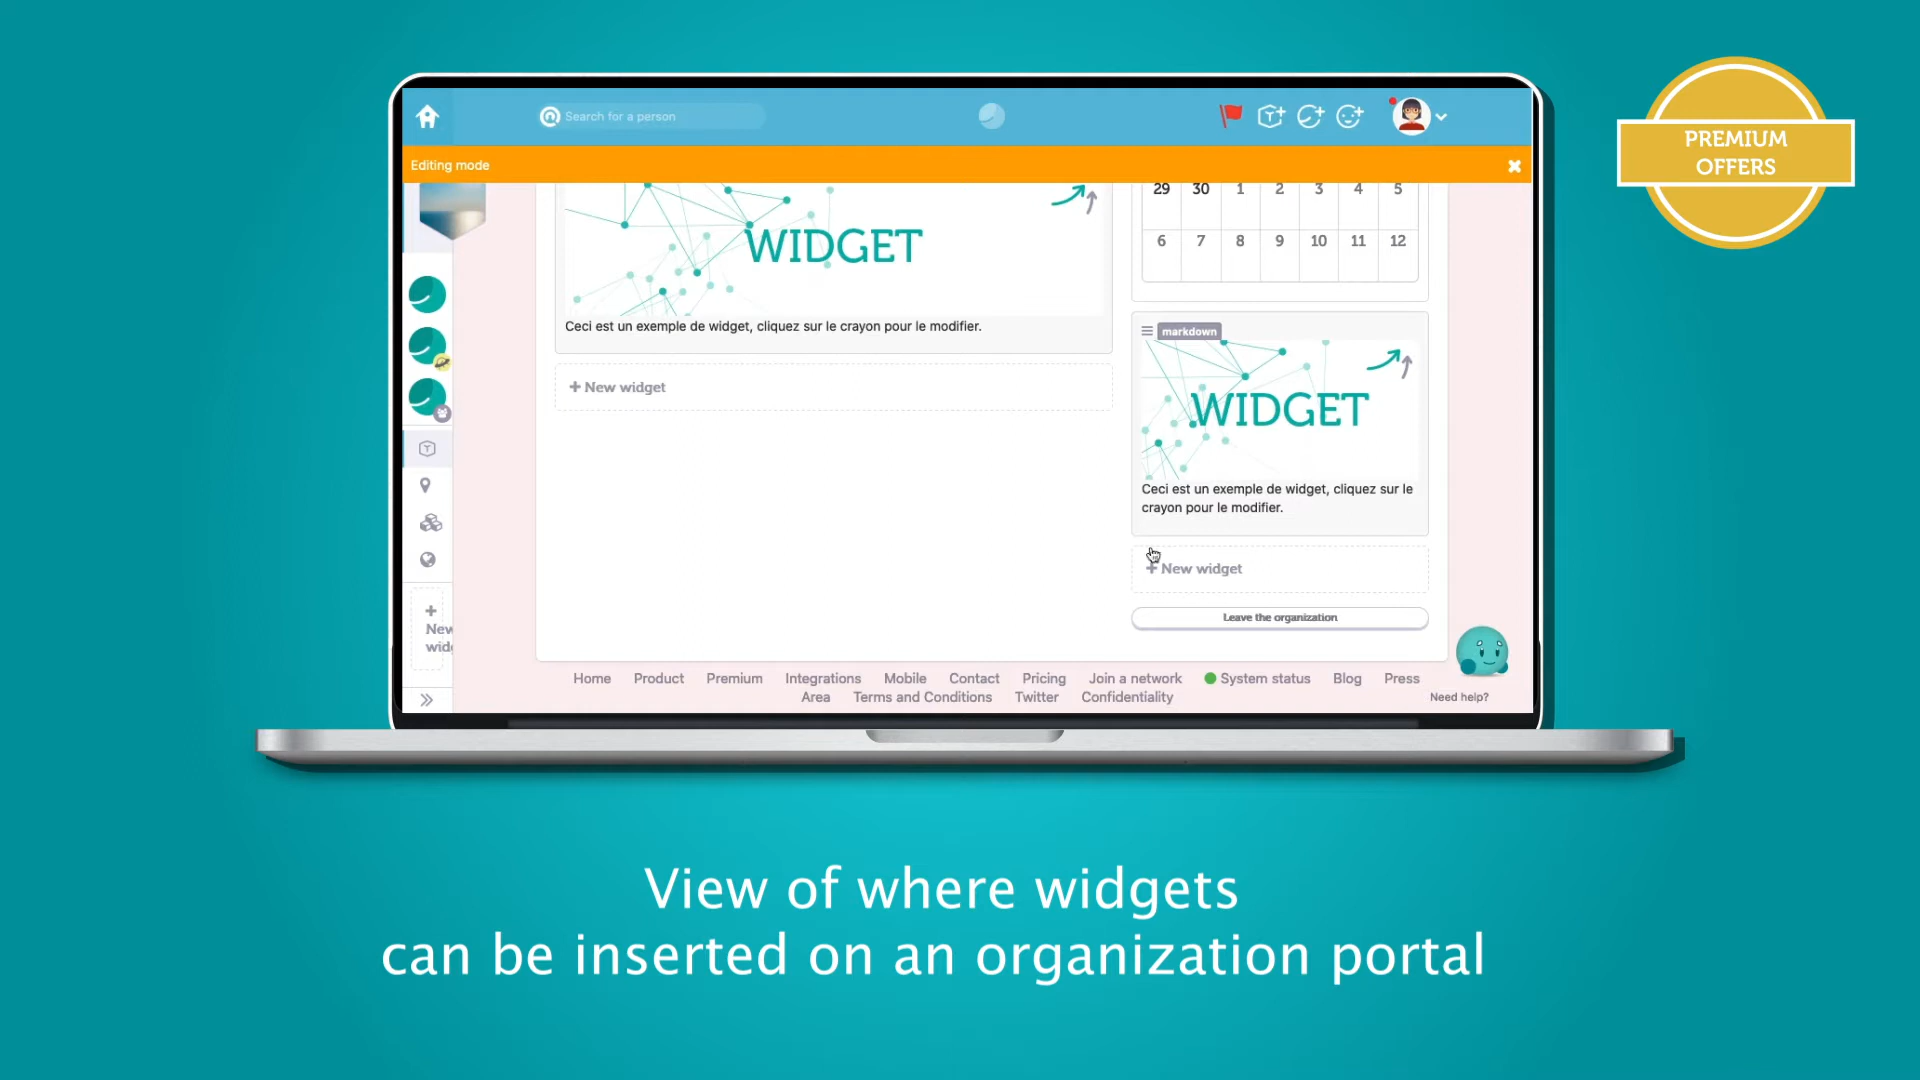 Search for a person
PREMIUM
OFFERS
Editing mode
29 30 1 2 3 4 5
6 7 8 9 10 11 12
WIDGET
Ceci est un exemple de widget, cliquez sur le crayon pour le modifier.
+ New widget
markdown
WIDGET
Ceci est un exemple de widget, cliquez sur le
crayon pour le modifier.
+ New widget
Leave the organization
+
New
widg
Home Product Premium Integrations Mobile Contact Pricing Join a network System status Blog Press
Area Terms and Conditions Twitter Confidentiality
Need help?
View of where widgets
can be inserted on an organization portal